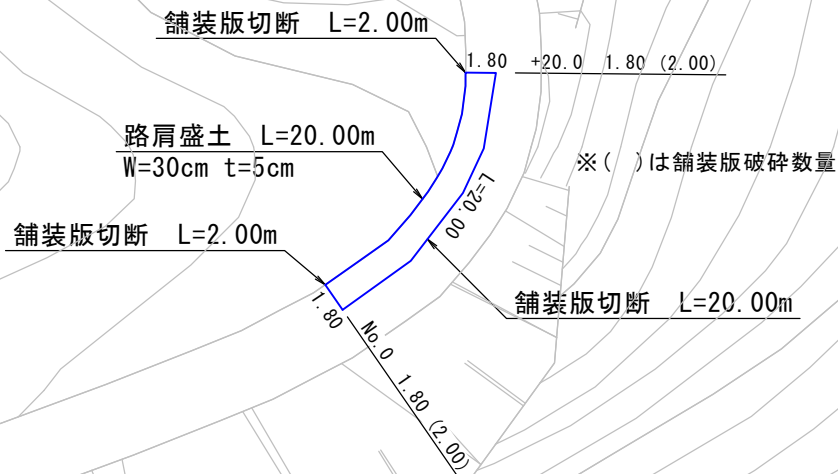 舗装版切断 L=2.00m
1.80 +20.0 1.80 (2.00)
路肩盛土 L=20.00m
W=30cm t=5cm
※( )は舗装版破砕数量
L=20.00
舗装版切断 L=2.00m
舗装版切断 L=20.00m
1.80
No.0 1.80 (2.00)